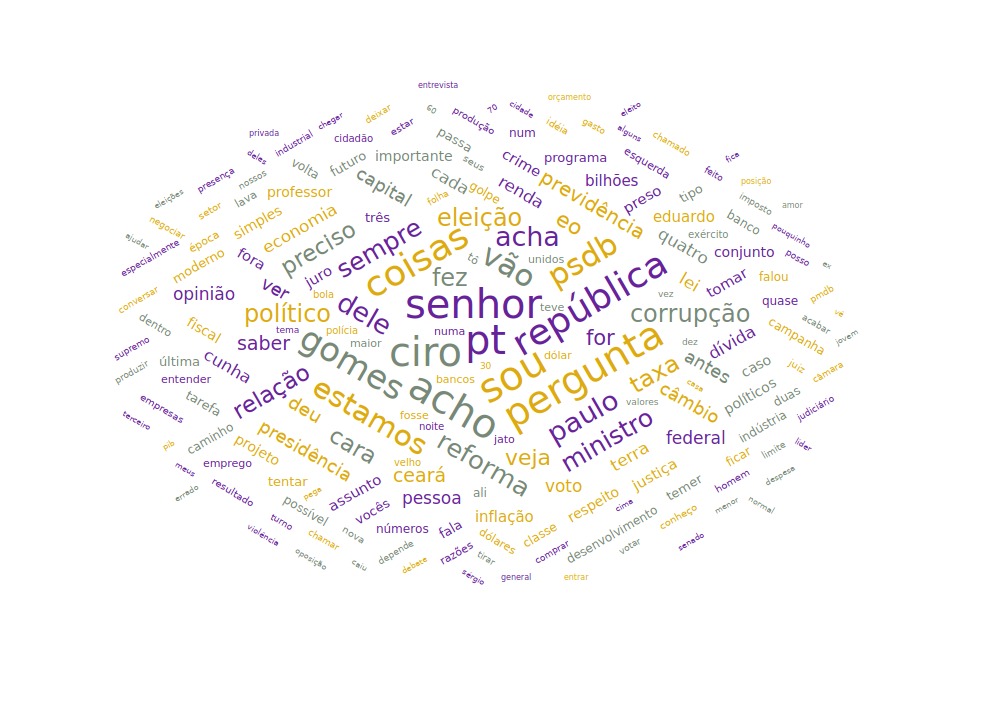 entrevista
orçamento
60
produção
70
cidade
eleito
deixar
idéia
gasto
privada
industrial
chegar
cidadão
estar
passa
num
alguns
chamado
deles
volta
futuro
importante
seus
crime
programa
esquerda
feito
fica
presença
nossos
eleições
lava
professor
capital
cada
folha
golpe
renda
previdência
bilhões
preso
tipo
posição
imposto
amor
setor
negociar
simples
economia
três
eleição
eo
eduardo
banco
pouquinho
ajudar
especialmente
época
preciso
sempre
acha
quatro
exército
conjunto
posso
ex
moderno
fora
ver
juro
coisas
fez
tó
vão
unidos
psdb
república
lei
tomar
falou
conversar
opinião
bola
dele
senhor
teve
vez
quase
pmdb
vê
dentro
político
tema
polícia
numa
corrupção
campanha
acabar
jovem
fiscal
saber
gomes
maior
ciro
pt
for
dez
dívida
juiz
supremo
última
cunha
30
sou
dólar
pergunta
taxa
antes
caso
câmara
produzir
entender
relação
estamos
bancos
acho
valores
casa
câmbio
políticos
duas
judiciário
empresas
tarefa
deu
fosse
noite
jato
paulo
ministro
federal
indústria
líder
terceiro
caminho
presidência
cara
reforma
veja
terra
ficar
limite
pib
projeto
emprego
velho
ceará
voto
justiça
temer
homem
despesa
meus
tentar
assunto
pessoa
ali
respeito
errado
resultado
pega
possível
vocês
inflação
cima
conheço
menor
normal
turno
números
fala
dólares
classe
desenvolvimento
violência
chamar
nova
depende
razões
comprar
votar
senado
oposição
caiu
debate
tirar
sérgio
general
entrar